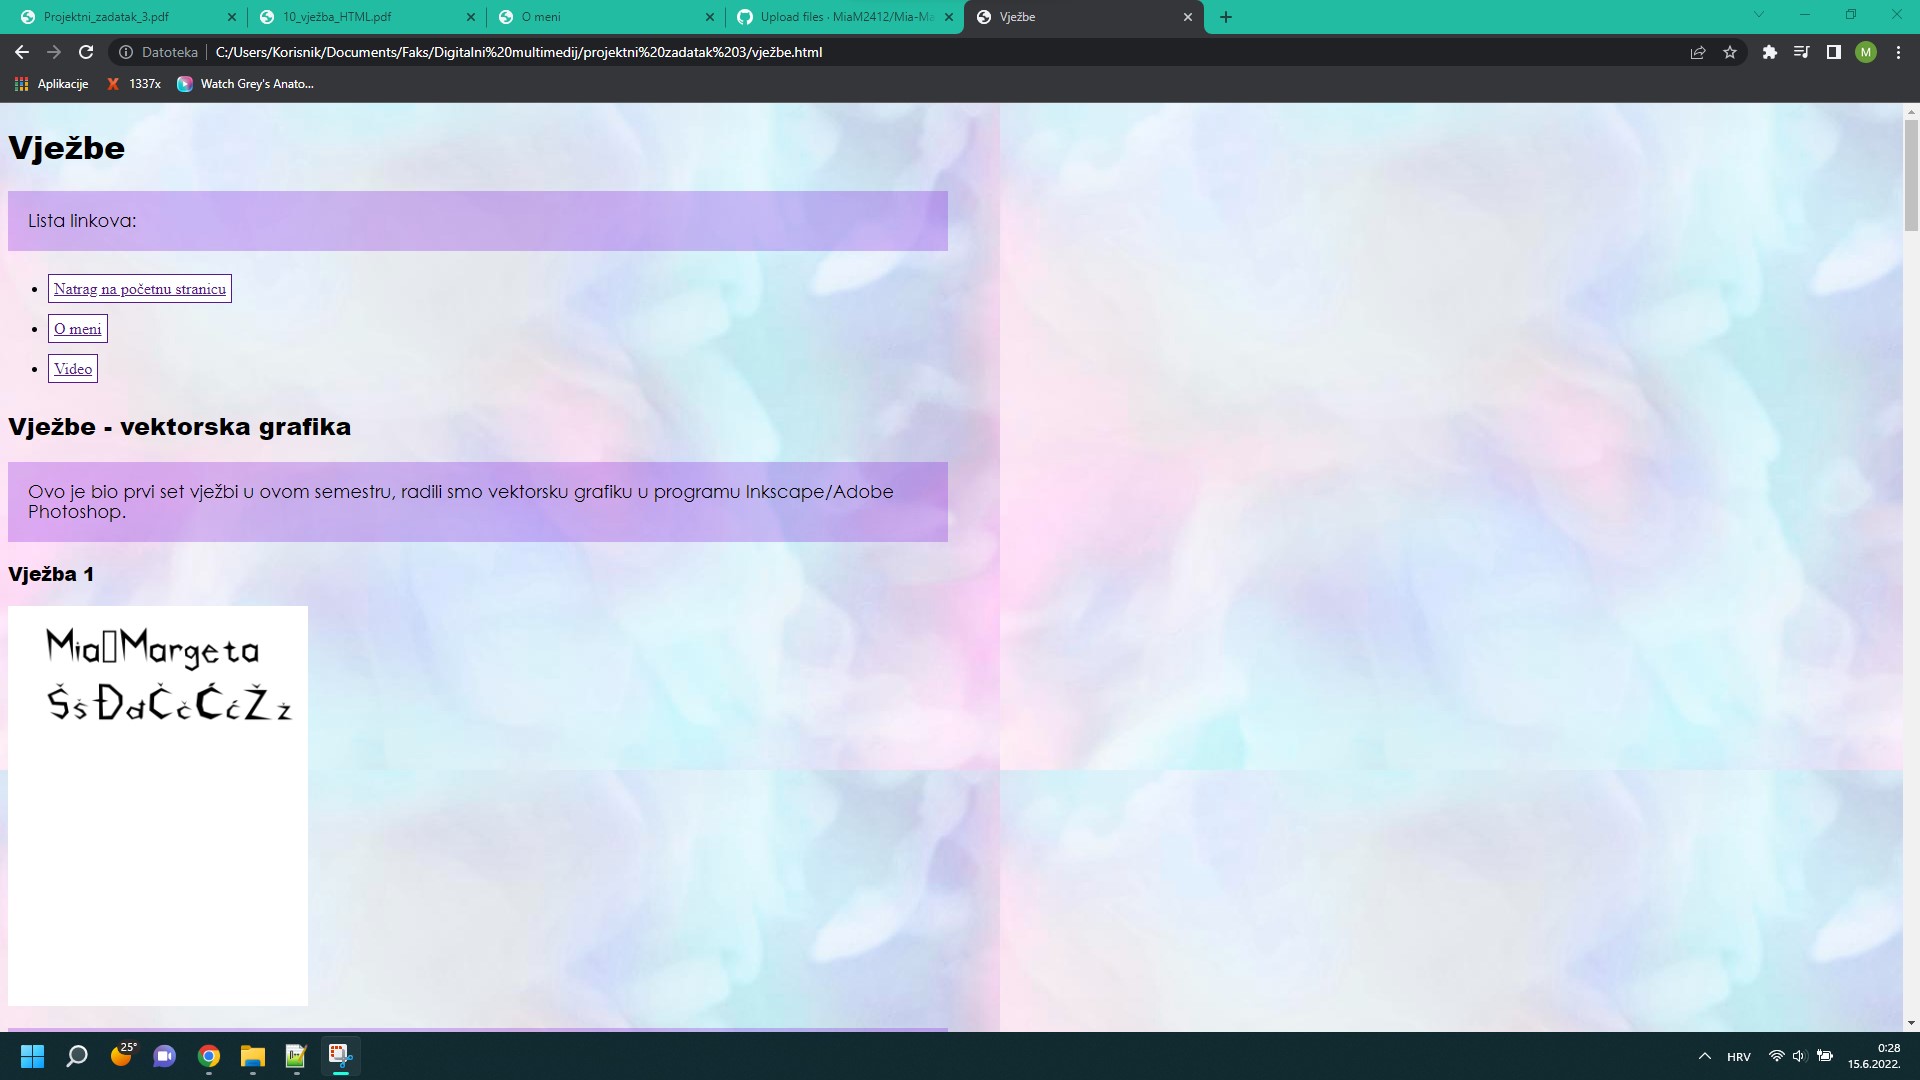 Projektni_zadatak_3.pdf
10_vježba_HTML.pdf
O meni
Upload files · MiaM2412/Mia-Ma
Vježbe
Datoteka
C:/Users/Korisnik/Documents/Faks/Digitalni%20multimedij/projektni%20zadatak%203/vježbe.html
M
Aplikacije
1337x
Watch Grey's Anato...
Vježbe
Lista linkova:
Natrag na početnu stranicu
O meni
Video
Vježbe - vektorska grafika
Ovo je bio prvi set vježbi u ovom semestru, radili smo vektorsku grafiku u programu Inkscape/Adobe
Photoshop.
Vježba 1
Mia▯Margeta
ŠšĐđČčĆćŽž
25°
HRV
0:28
15.6.2022.